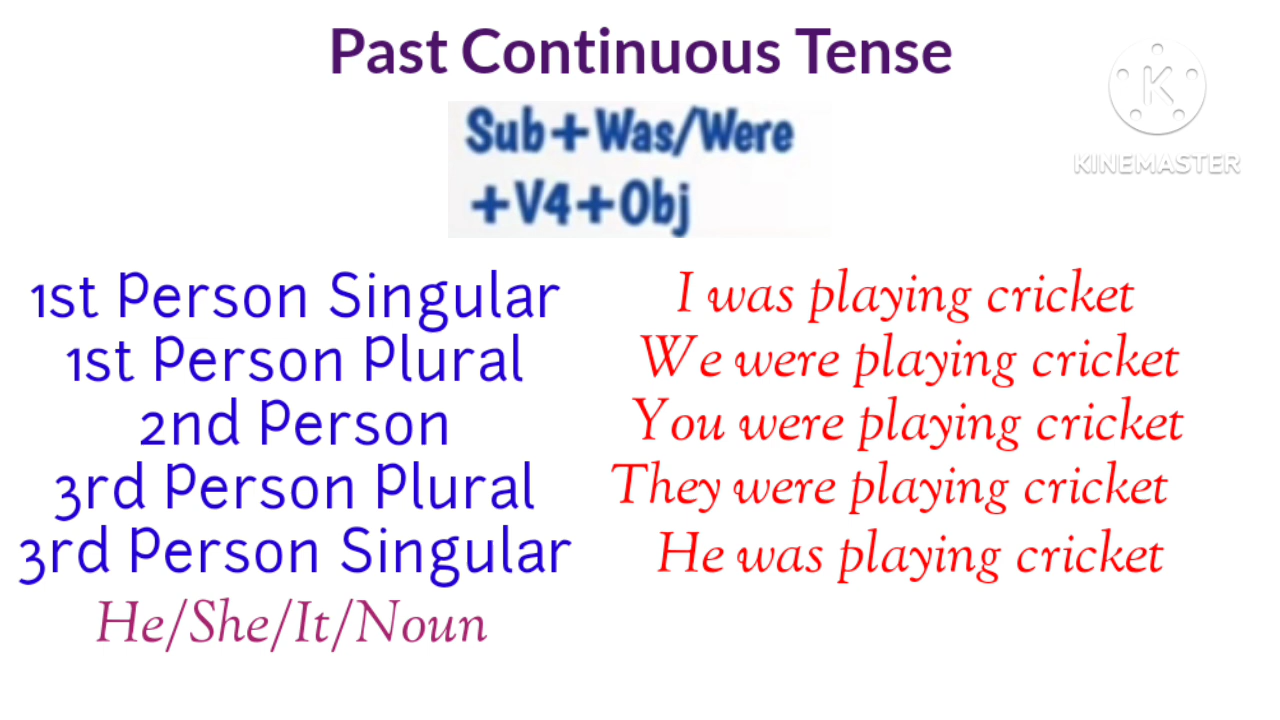 Past Continuous Tense
K
KINEMASTER
Sub+Was/Were
+V4+Obj
1st Person Singular
I was playing cricket
1st Person Plural
We were playing cricket
2nd Person
You were playing cricket
3rd Person Plural
They were playing cricket
3rd Person Singular
He was playing cricket
He/She/It/Noun